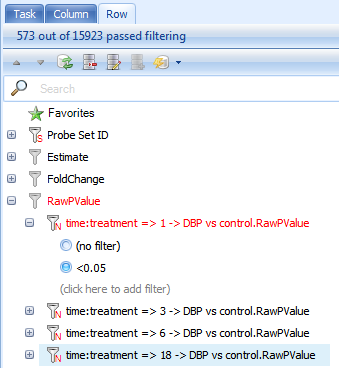 Task Column Row
573 out of 15923 passed filtering
Search
Favorites
S Probe Set ID
Estimate
FoldChange
RawPValue
N time:treatment => 1 -> DBP vs control.RawPValue
(no filter)
<0.05
(click here to add filter)
N time:treatment => 3 -> DBP vs control.RawPValue
N time:treatment => 6 -> DBP vs control.RawPValue
N time:treatment => 18 -> DBP vs control.RawPValue